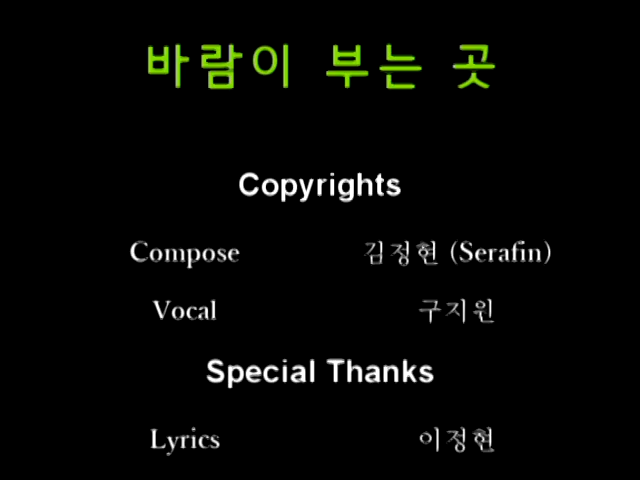 바람이 부는 곳
Copyrights
Compose 김정현 (Serafin)
Vocal 구지원
Special Thanks
Lyrics 이정현